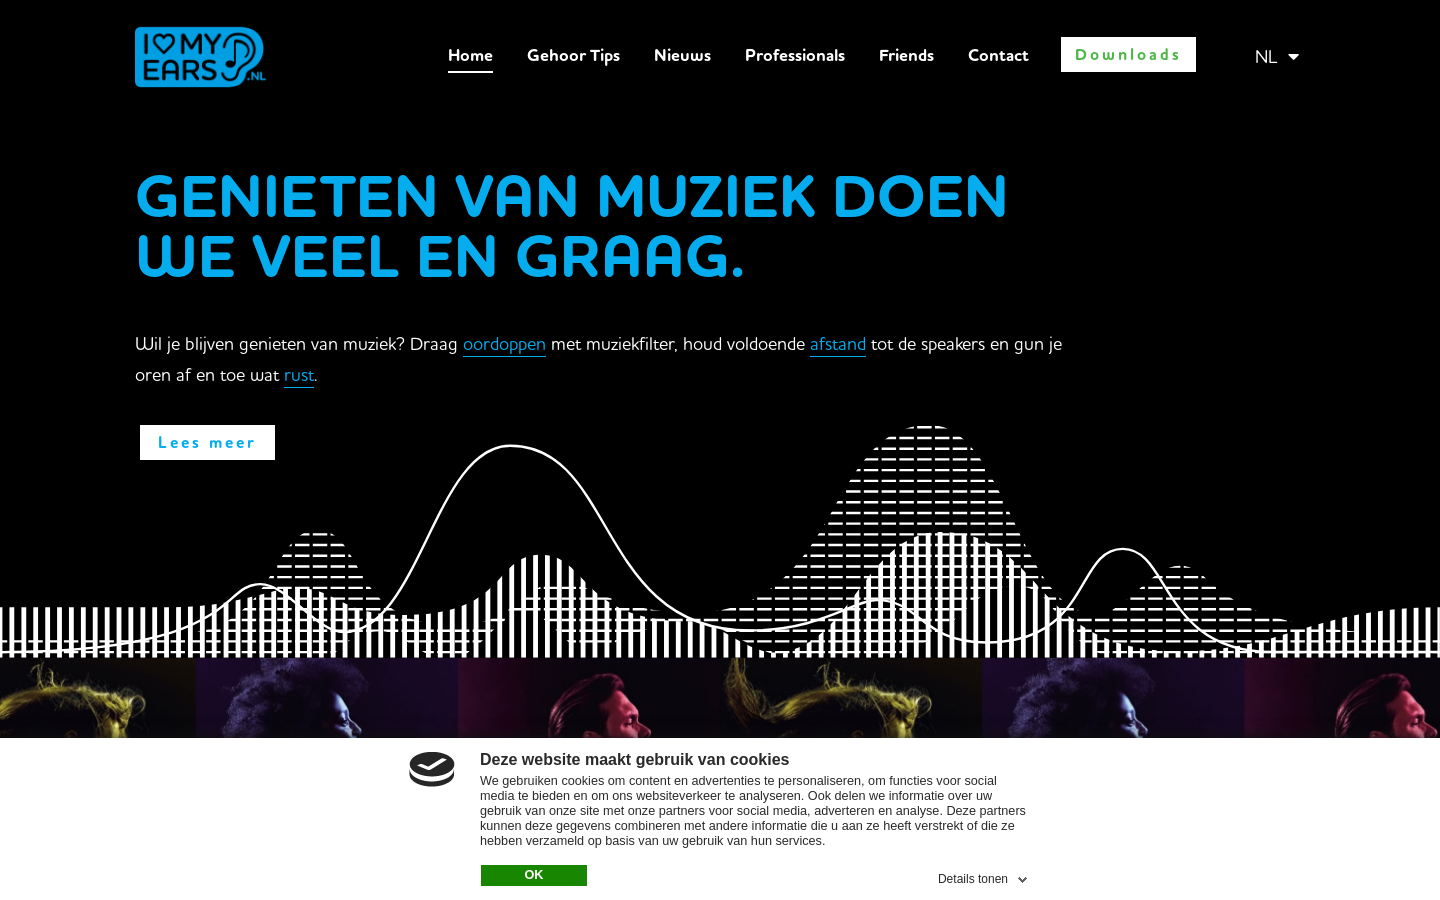 I MY
EARS .NL
Home Gehoor Tips Nieuws Professionals Friends Contact Downloads NL
GENIETEN VAN MUZIEK DOEN
WE VEEL EN GRAAG.
Wil je blijven genieten van muziek? Draag oordoppen met muziekfilter, houd voldoende afstand tot de speakers en gun je
oren af en toe wat rust.
Lees meer
Deze website maakt gebruik van cookies
We gebruiken cookies om content en advertenties te personaliseren, om functies voor social
media te bieden en om ons websiteverkeer te analyseren. Ook delen we informatie over uw
gebruik van onze site met onze partners voor social media, adverteren en analyse. Deze partners
kunnen deze gegevens combineren met andere informatie die u aan ze heeft verstrekt of die ze
hebben verzameld op basis van uw gebruik van hun services.
OK
Details tonen